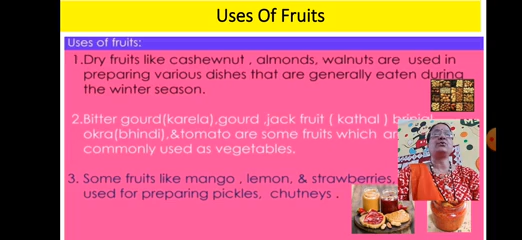 Uses Of Fruits
Uses of fruits:
1.Dry fruits like cashewnut , almonds, walnuts are used in
preparing various dishes that are generally eaten during
the winter season.
2.Bitter gourd(karela).gourd ,jack fruit ( kathal ) brinjal
okra(bhindi),&tomato are some fruits which
commonly used as vegetables.
3. Some fruits like mango , lemon, & strawberries,
used for preparing pickles, chutneys .